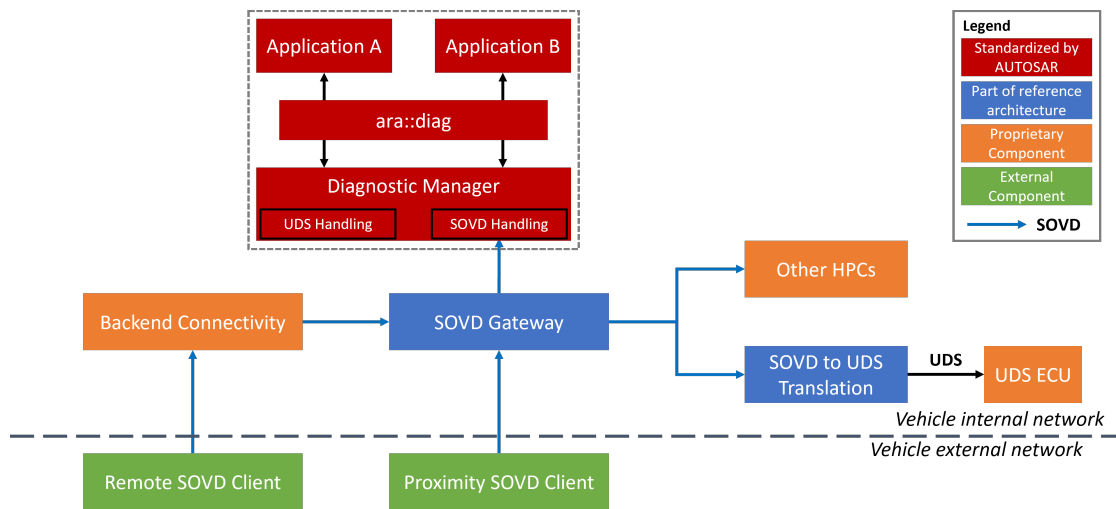 Application A
Application B
ara::diag
Diagnostic Manager
UDS Handling
SOVD Handling
Legend
Standardized by
AUTOSAR
Part of reference
architecture
Proprietary
Component
External
Component
SOVD
Other HPCs
Backend Connectivity
SOVD Gateway
SOVD to UDS
Translation
UDS
UDS ECU
Vehicle internal network
Vehicle external network
Remote SOVD Client
Proximity SOVD Client